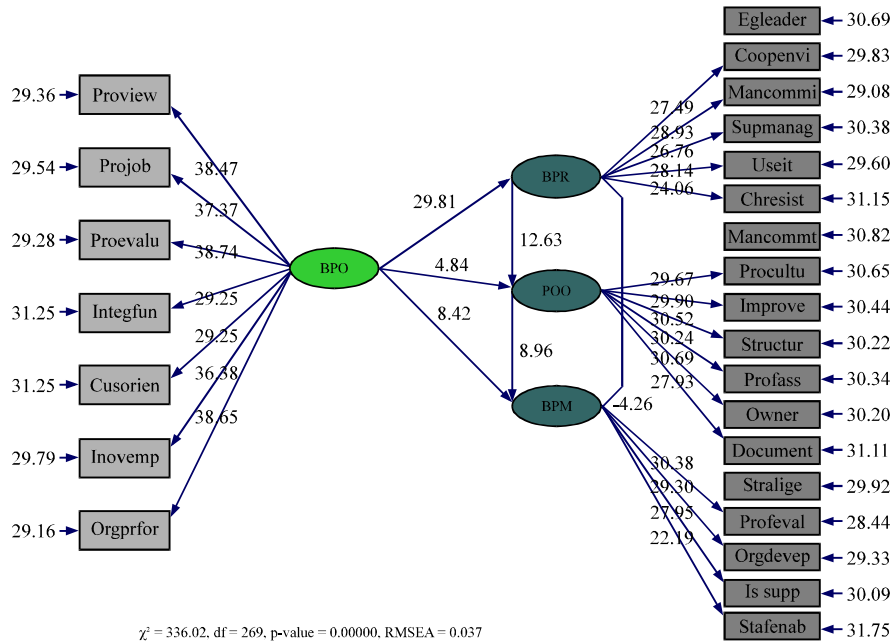 Egleader 30.69
Coopenvi 29.83
29.36 Proview
27.49 Mancommi 29.08
28.93 Supmanag 30.38
26.76
29.54 Projob 38.47 BPR 28.14 Useit 29.60
24.06 Chresist 31.15
37.37 29.81
29.28 Proevalu 38.74 12.63 Mancommt 30.82
BPO 4.84 29.67 Procultu 30.65
31.25 Integfun 29.25 POO 29.90 Improve 30.44
8.42 30.52
29.25 30.24 Structur 30.22
8.96 30.69
31.25 Cusorien 36.38 27.93 Profass 30.34
38.65 BPM -4.26 Owner 30.20
29.79 Inovemp Document 31.11
30.38
29.30 Stralige 29.92
27.95 Profeval 28.44
29.16 Orgprfor 22.19
Orgdevep 29.33
Is supp 30.09
Stafenab 31.75
χ² = 336.02, df = 269, p-value = 0.00000, RMSEA = 0.037